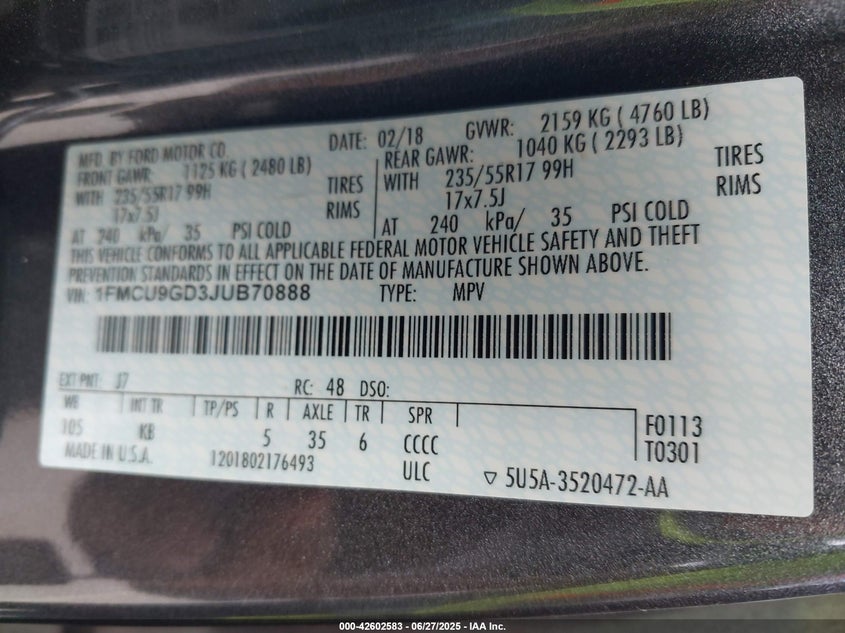 MFD. BY FORD MOTOR CO. DATE: 02/18 GVWR: 2159 KG ( 4760 LB)
FRONT GAWR: 1125 KG ( 2480 LB) REAR GAWR: 1040 KG ( 2293 LB)
WITH 235/55R17 99H TIRES WITH 235/55R17 99H TIRES
17x7.5J RIMS 17x7.5J RIMS
AT 240 kPa/ 35 PSI COLD AT 240 kPa/ 35 PSI COLD
THIS VEHICLE CONFORMS TO ALL APPLICABLE FEDERAL MOTOR VEHICLE SAFETY AND THEFT
PREVENTION STANDARDS IN EFFECT ON THE DATE OF MANUFACTURE SHOWN ABOVE.
VIN: 1FMCU9GD3JUB70888 TYPE: MPV
EXT PNT: J7 RC: 48 DSO:
WB INT TR TP/PS R AXLE TR SPR F0113
105 KB 5 35 6 CCCC T0301
MADE IN U.S.A. 1201802176493 ULC 5U5A-3520472-AA
000-42602583 / 06/27/2025 - IAA Inc.